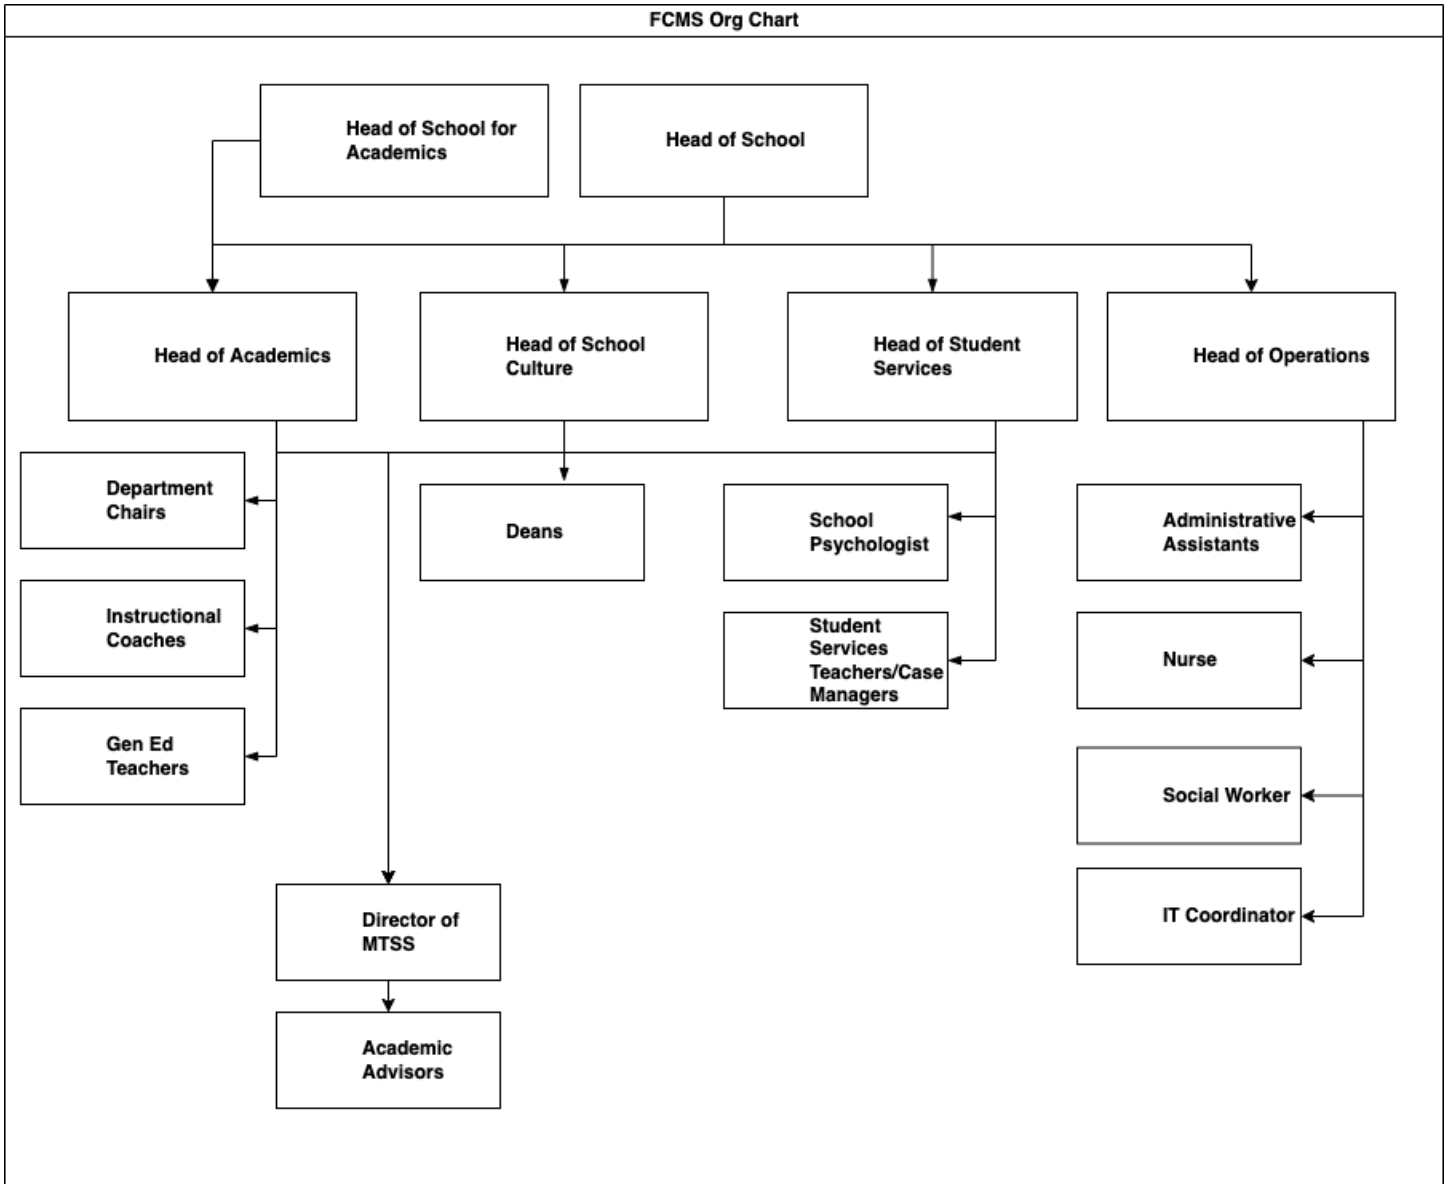 FCMS Org Chart
Head of School for
Academics
Head of School
Head of Academics
Head of School
Culture
Head of Student
Services
Head of Operations
Department
Chairs
Deans
School
Psychologist
Administrative
Assistants
Instructional
Coaches
Student
Services
Teachers/Case
Managers
Nurse
Gen Ed
Teachers
Social Worker
Director of
MTSS
IT Coordinator
Academic
Advisors